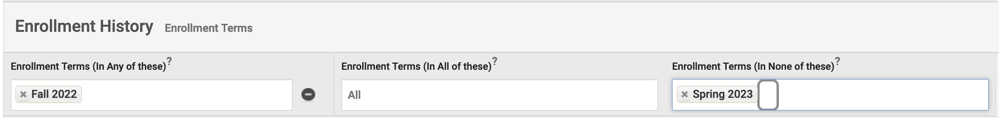 Enrollment History Enrollment Terms
Enrollment Terms (In Any of these)?
Enrollment Terms (In All of these)?
Enrollment Terms (In None of these)?
× Fall 2022
All
× Spring 2023